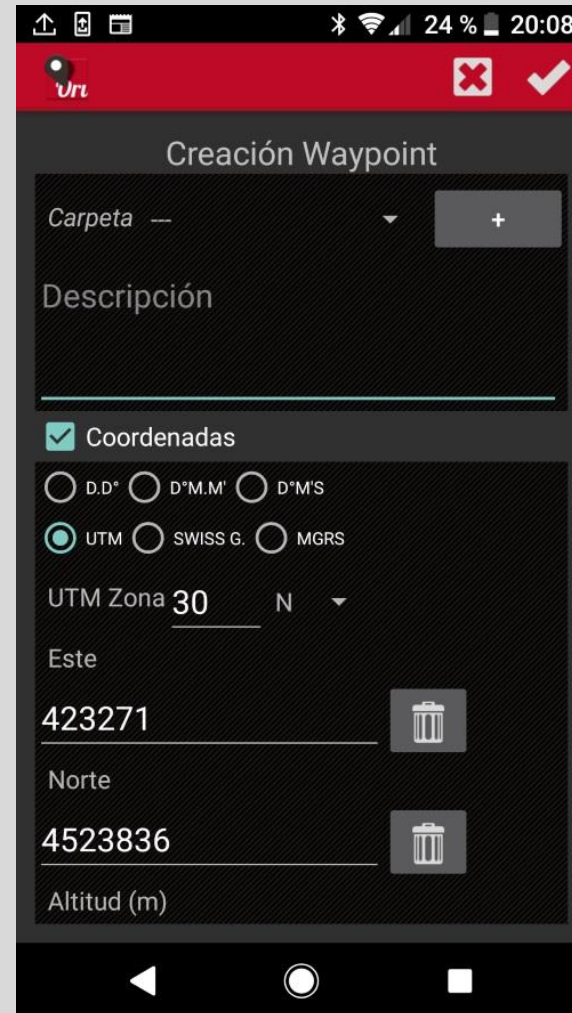 24 % 20:08
Oru
Creación Waypoint
Carpeta ---
+
Descripción
Coordenadas
D.D° D°M.M' D°M'S
UTM SWISS G. MGRS
UTM Zona 30 N
Este
423271
Norte
4523836
Altitud (m)